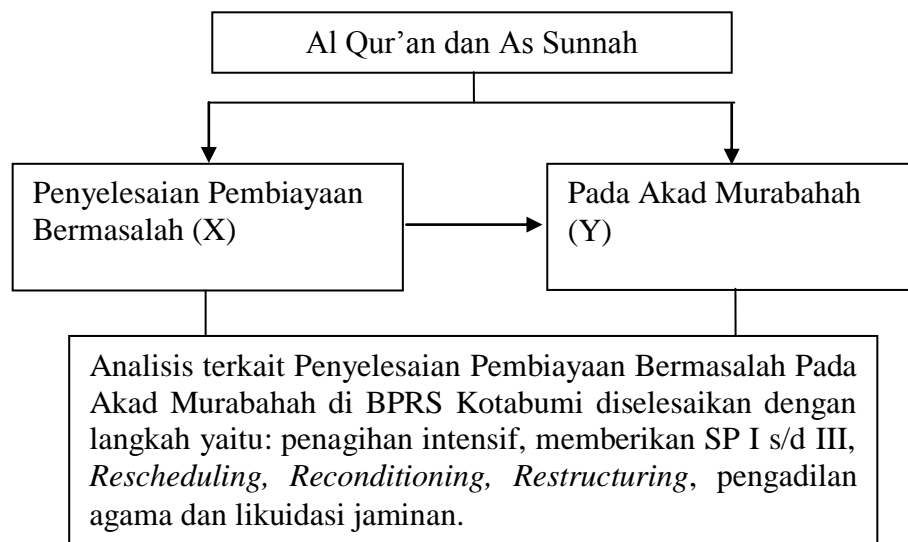 Al Qur’an dan As Sunnah
Penyelesaian Pembiayaan
Bermasalah (X)
Pada Akad Murabahah
(Y)
Analisis terkait Penyelesaian Pembiayaan Bermasalah Pada
Akad Murabahah di BPRS Kotabumi diselesaikan dengan
langkah yaitu: penagihan intensif, memberikan SP I s/d III,
Rescheduling, Reconditioning, Restructuring, pengadilan
agama dan likuidasi jaminan.